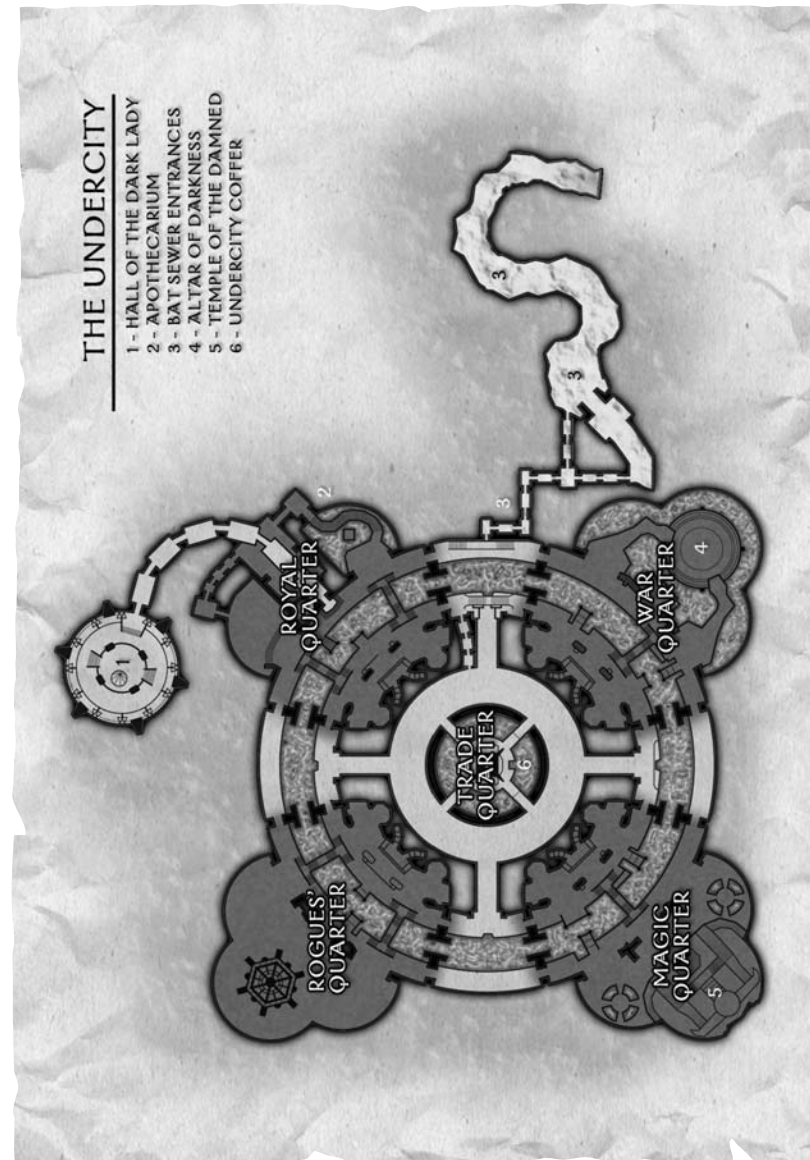 THE UNDERCITY
1 - HALL OF THE DARK LADY
2 - APOTHECARIUM
3 - BAT SEWER ENTRANCES
4 - ALTAR OF DARKNESS
5 - TEMPLE OF THE DAMNED
6 - UNDERCITY COFFER
1
2
ROYAL
QUARTER
3
3
3
ROGUES'
QUARTER
TRADE
QUARTER
6
WAR
QUARTER
4
MAGIC
QUARTER
5